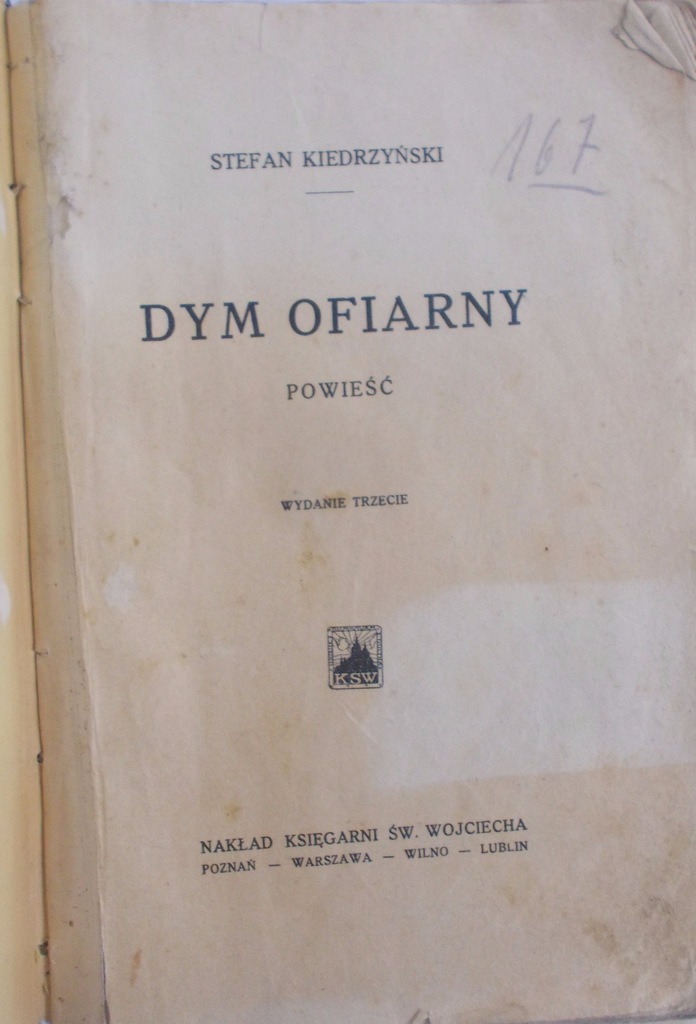 STEFAN KIEDRZYŃSKI
167
DYM OFIARNY
POWIEŚĆ
WYDANIE TRZECIE
KSW
NAKŁAD KSIĘGARNI ŚW. WOJCIECHA
POZNAŃ — WARSZAWA — WILNO — LUBLIN